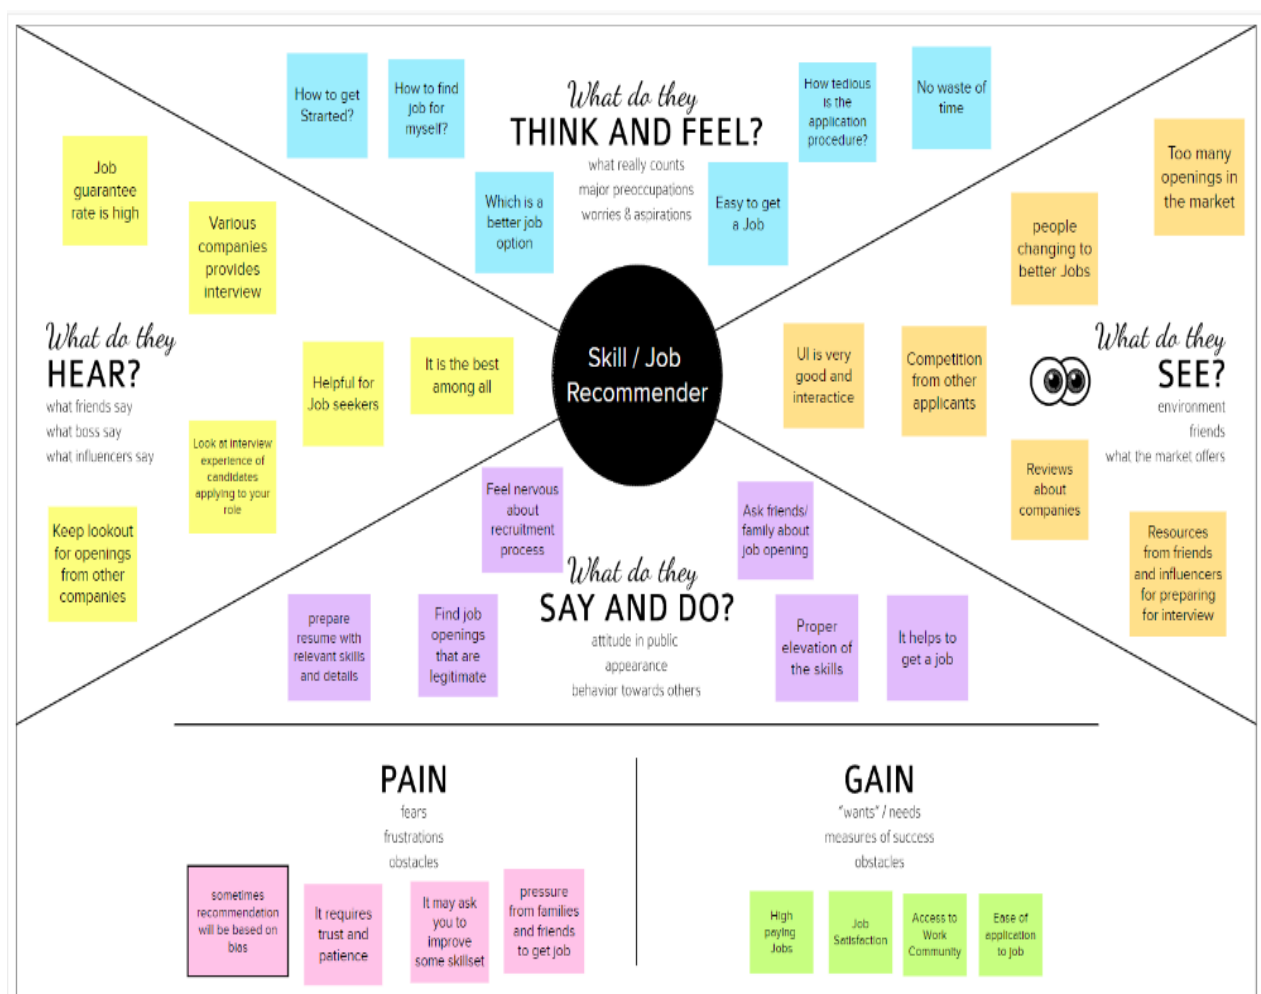 How to get
Strarted?
How to find
job for
myself?
What do they
THINK AND FEEL?
what really counts
major preoccupations
worries & aspirations
How tedious
is the
application
procedure?
No waste of
time
Which is a
better job
option
Easy to get
a Job
Job
guarantee
rate is high
Various
companies
provides
interview
What do they
HEAR?
what friends say
what boss say
what influencers say
Helpful for
Job seekers
It is the best
among all
Look at interview
experience of
candidates
applying to your
role
Keep lookout
for openings
from other
companies
Skill / Job
Recommender
Too many
openings in
the market
people
changing to
better Jobs
UI is very
good and
interactice
Competition
from other
applicants
What do they
SEE?
environment
friends
what the market offers
Reviews
about
companies
Resources
from friends
and influencers
for preparing
for interview
Feel nervous
about
recruitment
process
Ask friends/
family about
job opening
What do they
SAY AND DO?
attitude in public
appearance
behavior towards others
prepare
resume with
relevant skills
and details
Find job
openings
that are
legitimate
Proper
elevation of
the skills
It helps to
get a job
PAIN
fears
frustrations
obstacles
sometimes
recommendation
will be based on
bias
It requires
trust and
patience
It may ask
you to
improve
some skillset
pressure
from families
and friends
to get job
GAIN
"wants" / needs
measures of success
obstacles
High
paying
Jobs
Job
Satisfaction
Access to
Work
Community
Ease of
application
to job